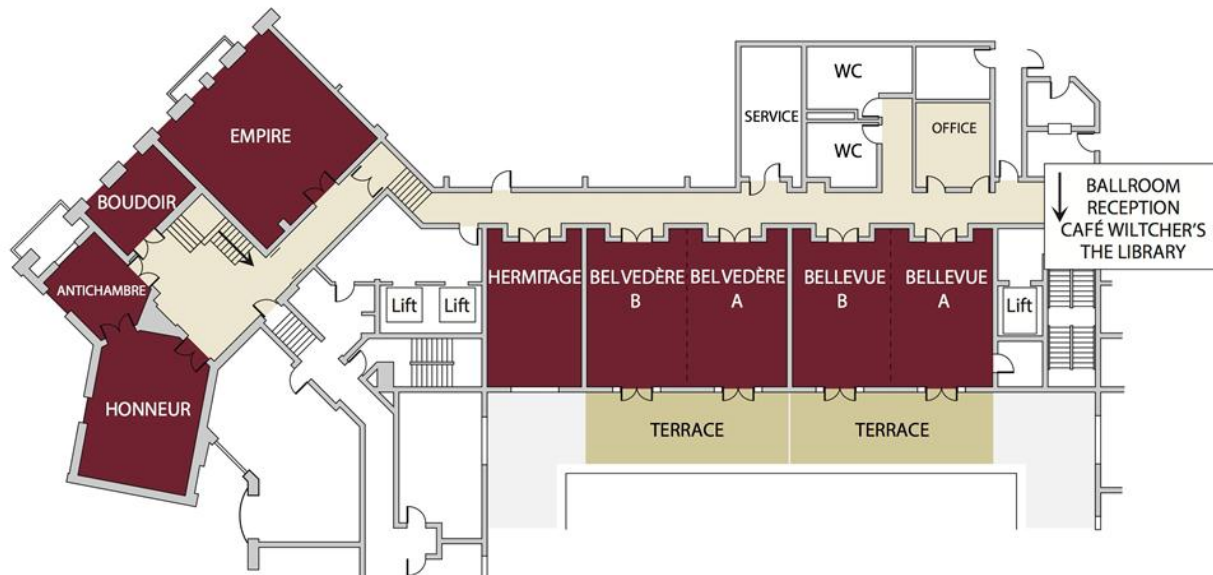 EMPIRE
BOUDOIR
ANTICHAMBRE
HONNEUR
SERVICE
WC
WC
OFFICE
BALLROOM
RECEPTION
CAFÉ WILTCHER'S
THE LIBRARY
HERMITAGE
BELVEDÈRE
B
BELVEDÈRE
A
BELLEVUE
B
BELLEVUE
A
Lift
Lift
Lift
TERRACE
TERRACE